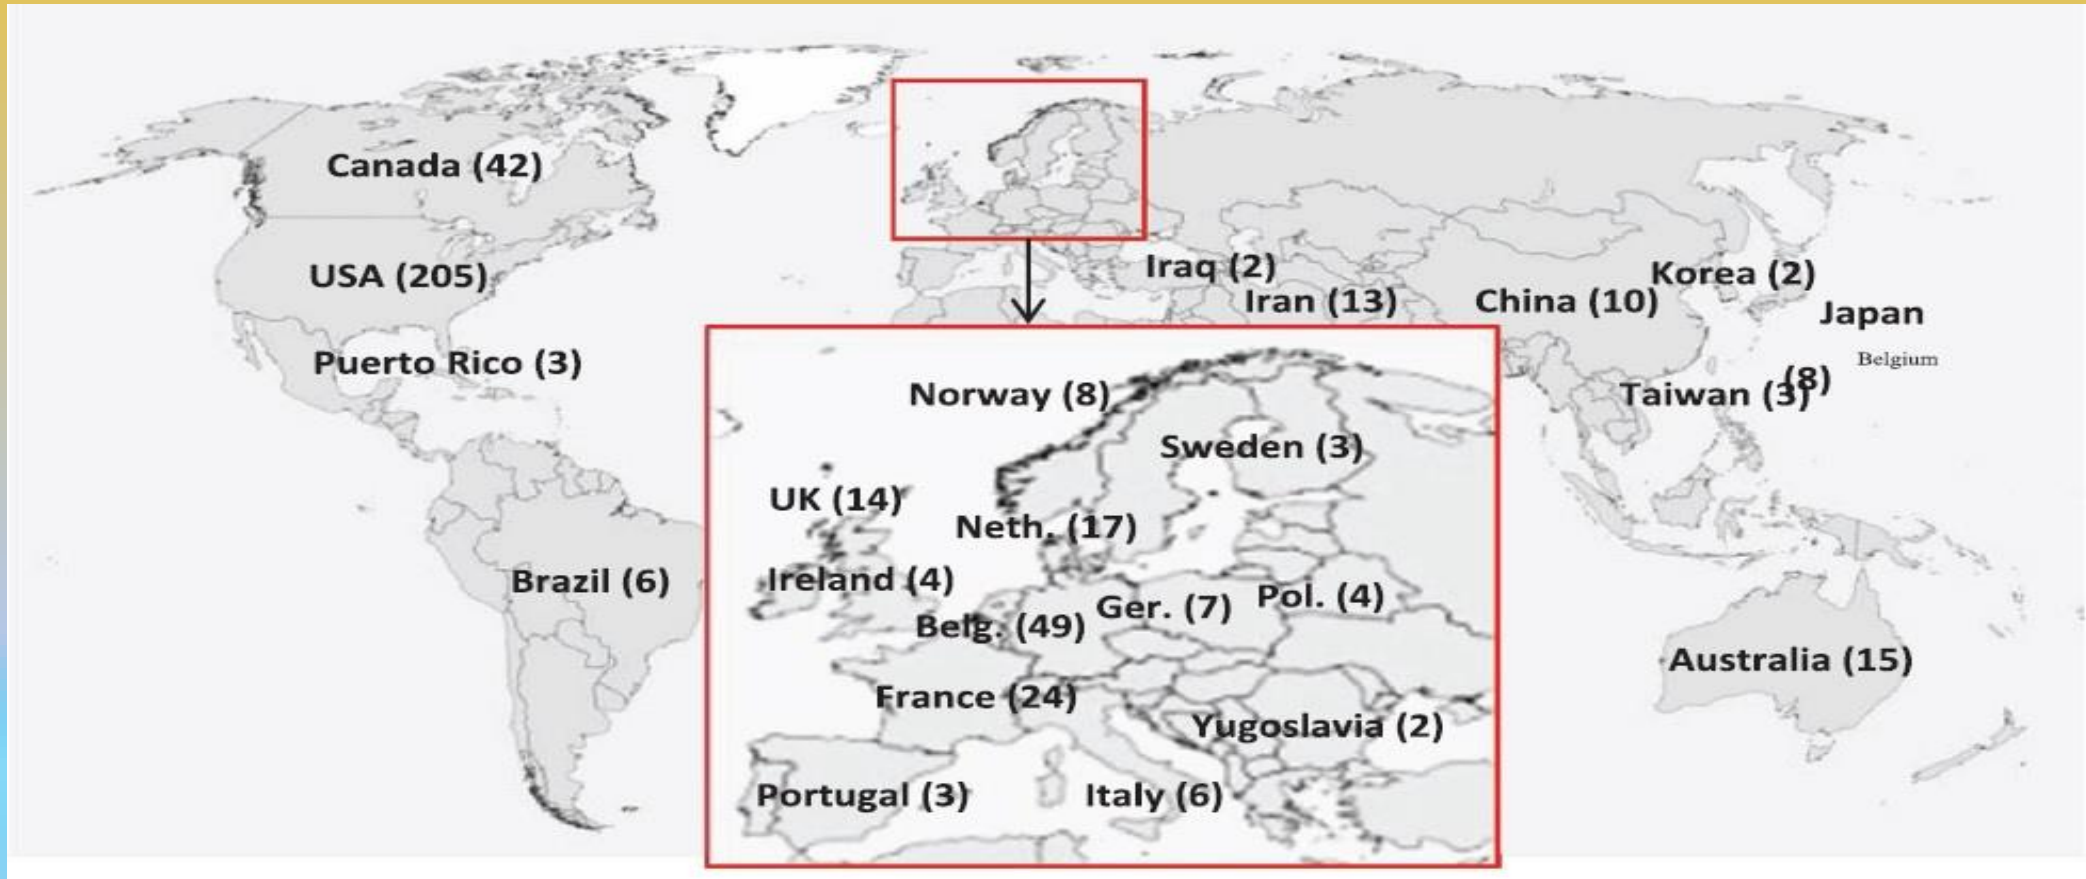 Canada (42)
USA (205)
Puerto Rico (3)
Brazil (6)
Iraq (2)
Iran (13)
China (10)
Korea (2)
Japan
(8)
Belgium
Taiwan (3)
Australia (15)
Norway (8)
Sweden (3)
UK (14)
Neth. (17)
Ireland (4)
Belg. (49)
Ger. (7)
Pol. (4)
France (24)
Yugoslavia (2)
Portugal (3)
Italy (6)